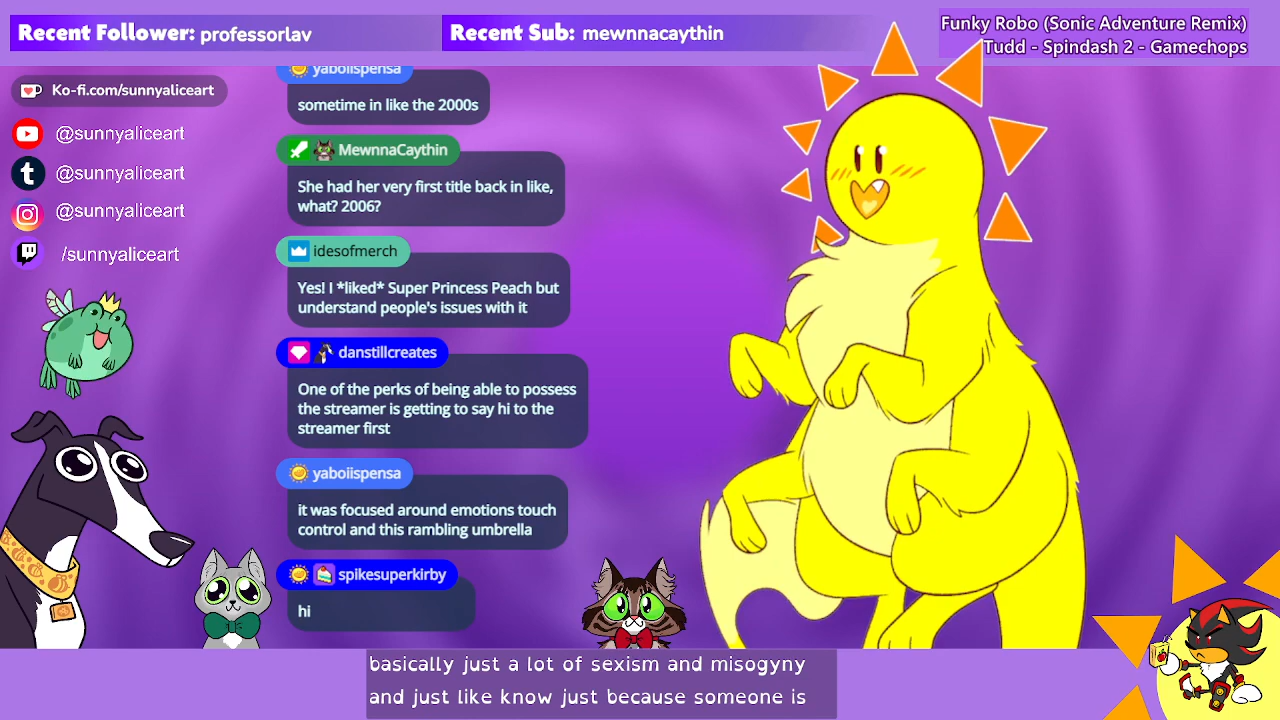 Recent Follower: professorlav
Recent Sub: mewnnacaythin
Funky Robo (Sonic Adventure Remix)
Tudd - Spindash 2 - Gamechops
Ko-fi.com/sunnyaliceart
@sunnyaliceart
@sunnyaliceart
@sunnyaliceart
/sunnyaliceart
yaboiispensa
sometime in like the 2000s
MewnnaCaythin
She had her very first title back in like,
what? 2006?
idesofmerch
Yes! I *liked* Super Princess Peach but
understand people's issues with it
danstillcreates
One of the perks of being able to possess
the streamer is getting to say hi to the
streamer first
yaboiispensa
it was focused around emotions touch
control and this rambling umbrella
spikesuperkirby
hi
basically just a lot of sexism and misogyny
and just like know just because someone is